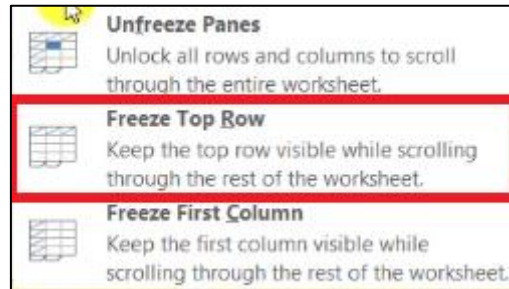 Unfreeze Panes
Unlock all rows and columns to scroll
through the entire worksheet.
Freeze Top Row
Keep the top row visible while scrolling
through the rest of the worksheet.
Freeze First Column
Keep the first column visible while
scrolling through the rest of the worksheet.